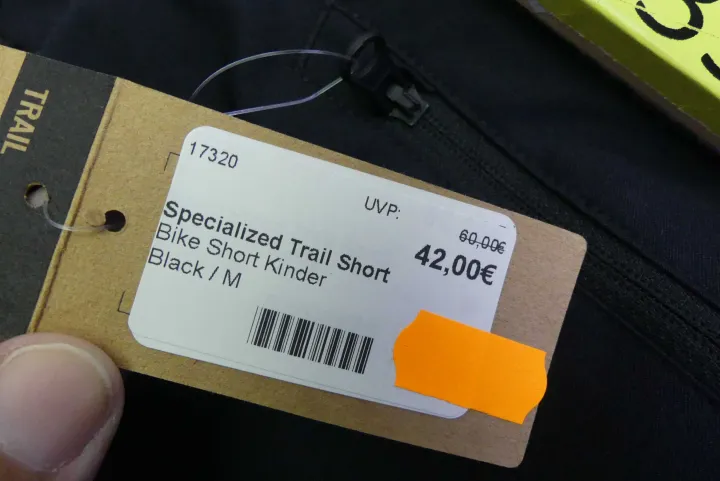 TRAIL
17320
UVP:
60,00€
Specialized Trail Short
42,00€
Bike Short Kinder
Black / M